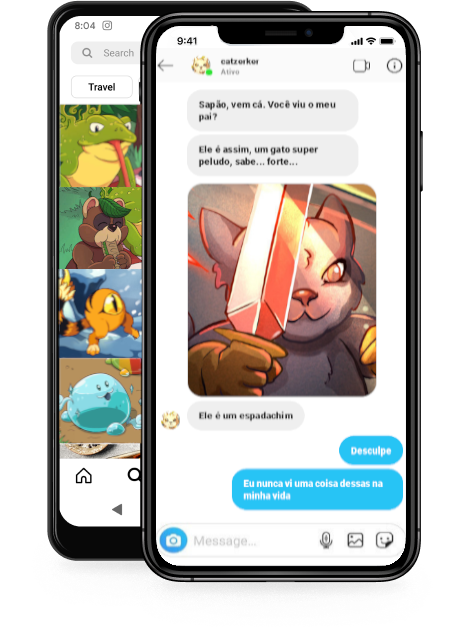 8:04
Search
Travel
9:41
catzerker
Ativo
Sapão, vem cá. Você viu o meu
pai?
Ele é assim, um gato super
peludo, sabe... forte...
Ele é um espadachim
Desculpe
Eu nunca vi uma coisa dessas na
minha vida
Message...